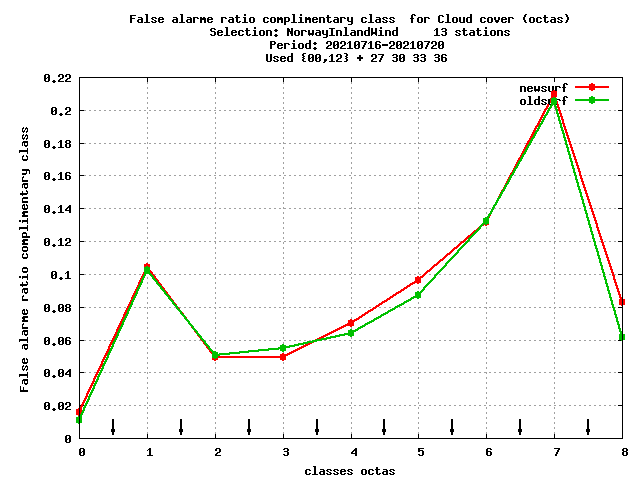 False alarme ratio complimentary class  for Cloud cover (octas)
Selection: NorwayInlandWind     13 stations
Period: 20210716-20210720
Used {00,12} + 27 30 33 36
newsurf
oldsurf
False alarme ratio complimentary class
0.22
0.2
0.18
0.16
0.14
0.12
0.1
0.08
0.06
0.04
0.02
0
0 1 2 3 4 5 6 7 8
classes octas